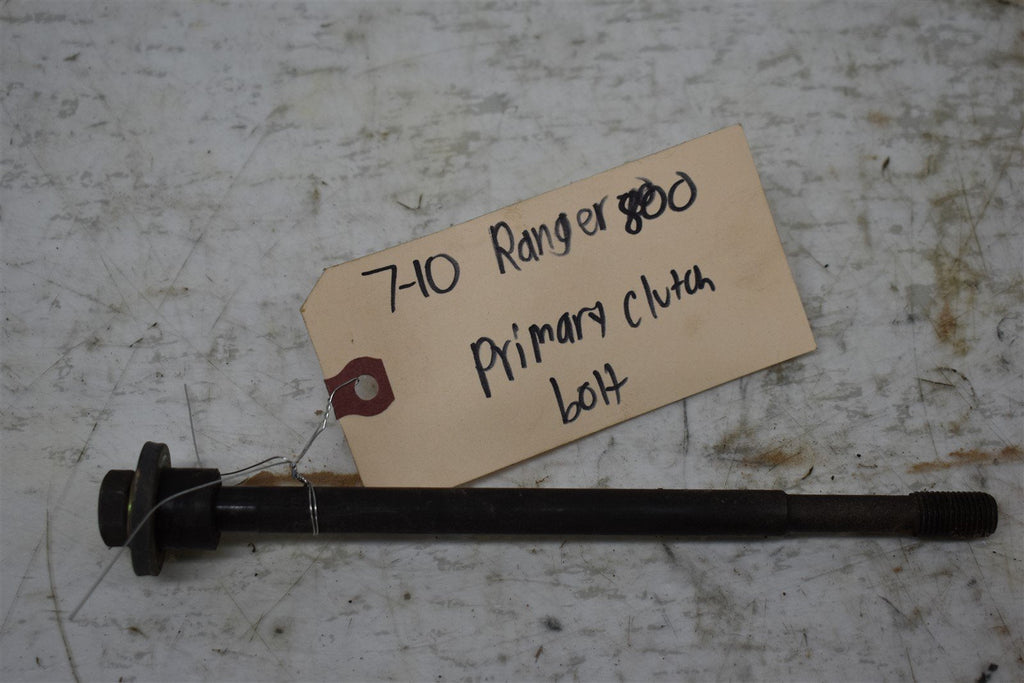 7-10 Ranger 800
Primary Clutch
bolt